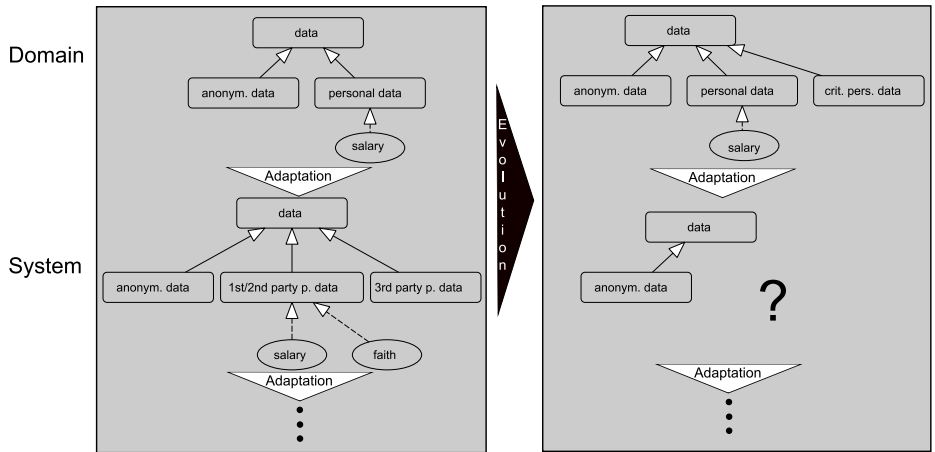 Domain
data
anonym. data
personal data
salary
Adaptation
System
data
anonym. data
1st/2nd party p. data
3rd party p. data
salary
faith
Adaptation
Evolution
data
anonym. data
personal data
crit. pers. data
salary
Adaptation
data
anonym. data
?
Adaptation